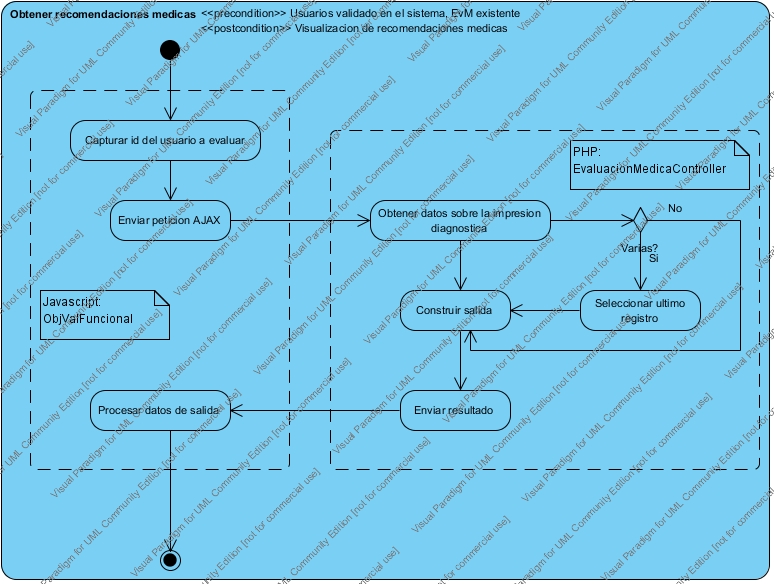 Obtener recomendaciones medicas <<precondition>> Usuarios validado en el sistema, EvM existente
<<postcondition>> Visualizacion de recomendaciones medicas
Capturar id del usuario a evaluar
PHP:
EvaluacionMedicaController
Enviar peticion AJAX
Obtener datos sobre la impresion
diagnostica
No
Varias?
Si
Javascript:
ObjValFuncional
Construir salida
Seleccionar ultimo
registro
Procesar datos de salida
Enviar resultado
Visual Paradigm for UML Community Edition [not for commercial use]